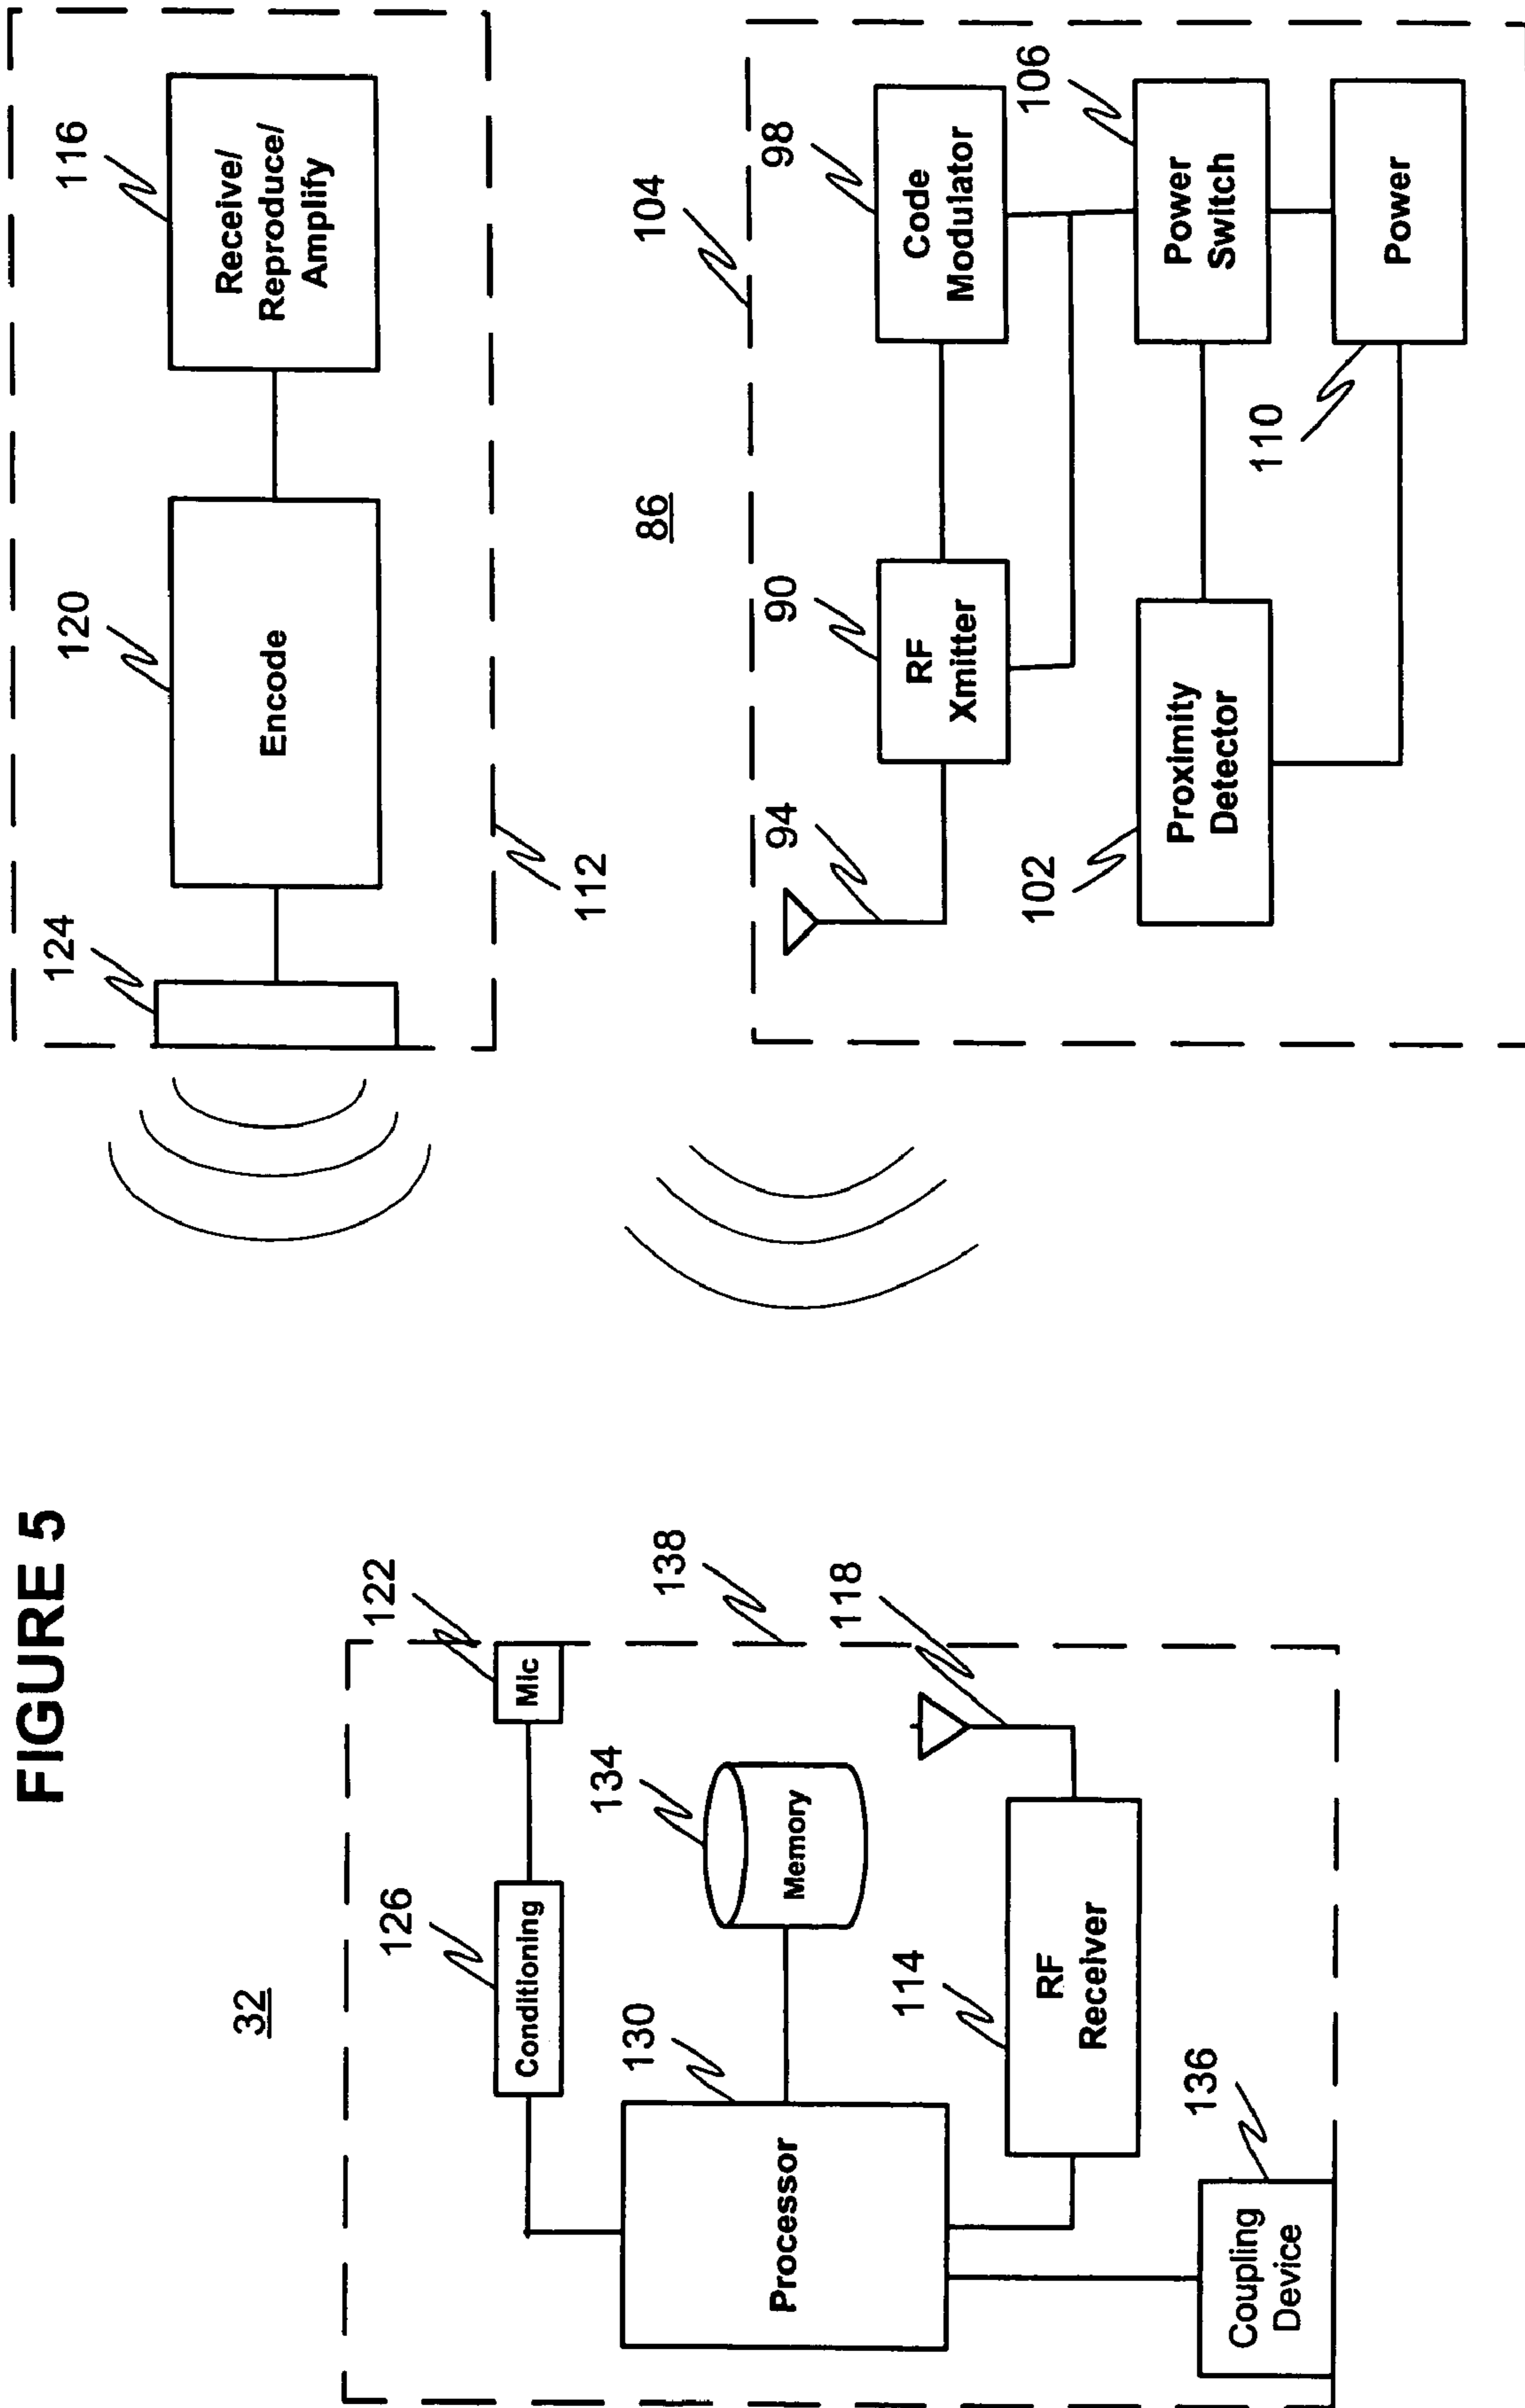 FIGURE 5
32
122
Mic
126
Conditioning
138
134
Memory
130
Processor
118
114
RF
Receiver
136
Coupling
Device
124
120
Encode
116
Receive/
Reproduce/
Amplify
112
86
104
94
90
RF
Xmitter
98
Code
Modulator
102
Proximity
Detector
106
Power
Switch
110
Power